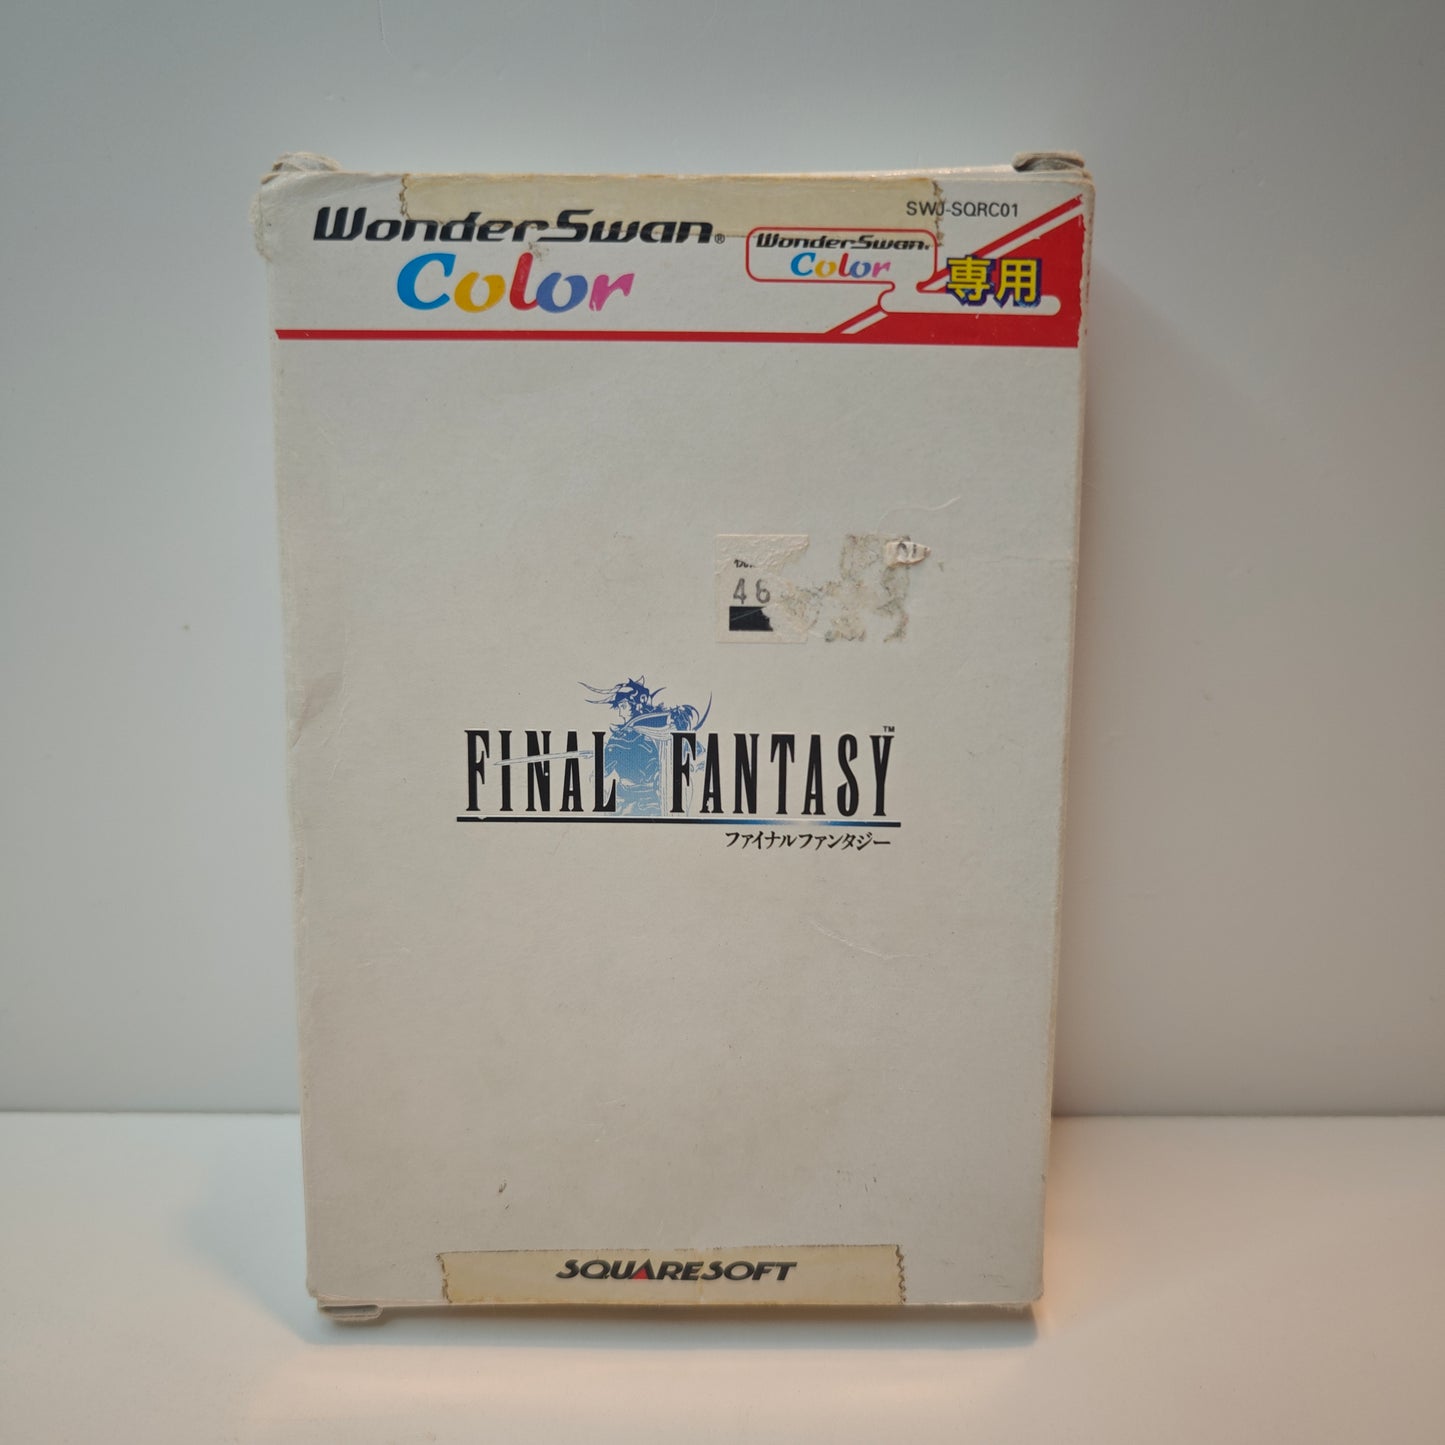 SWJ-SQRC01
WonderSwan®
Color
WonderSwan
Color
専用
46
FINAL FANTASY™
ファイナルファンタジー
SQUARESOFT